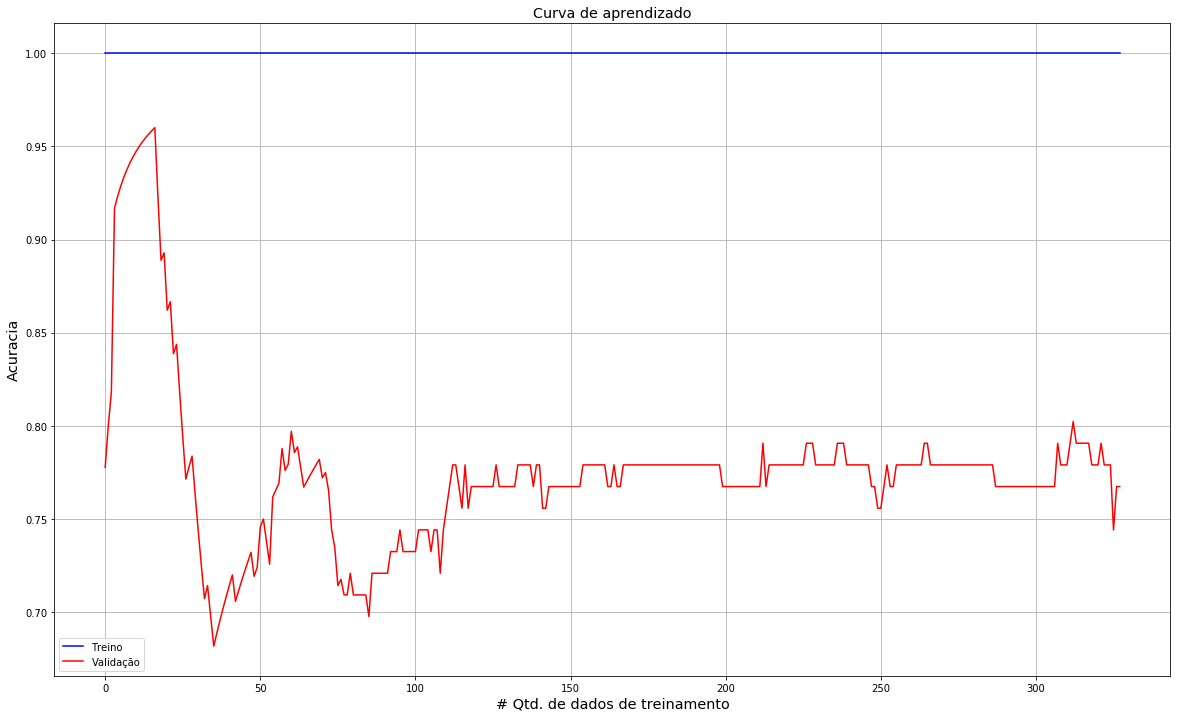 Curva de aprendizado
Acuracia
1.00
0.95
0.90
0.85
0.80
0.75
0.70
Treino
Validação
0 50 100 150 200 250 300
# Qtd. de dados de treinamento